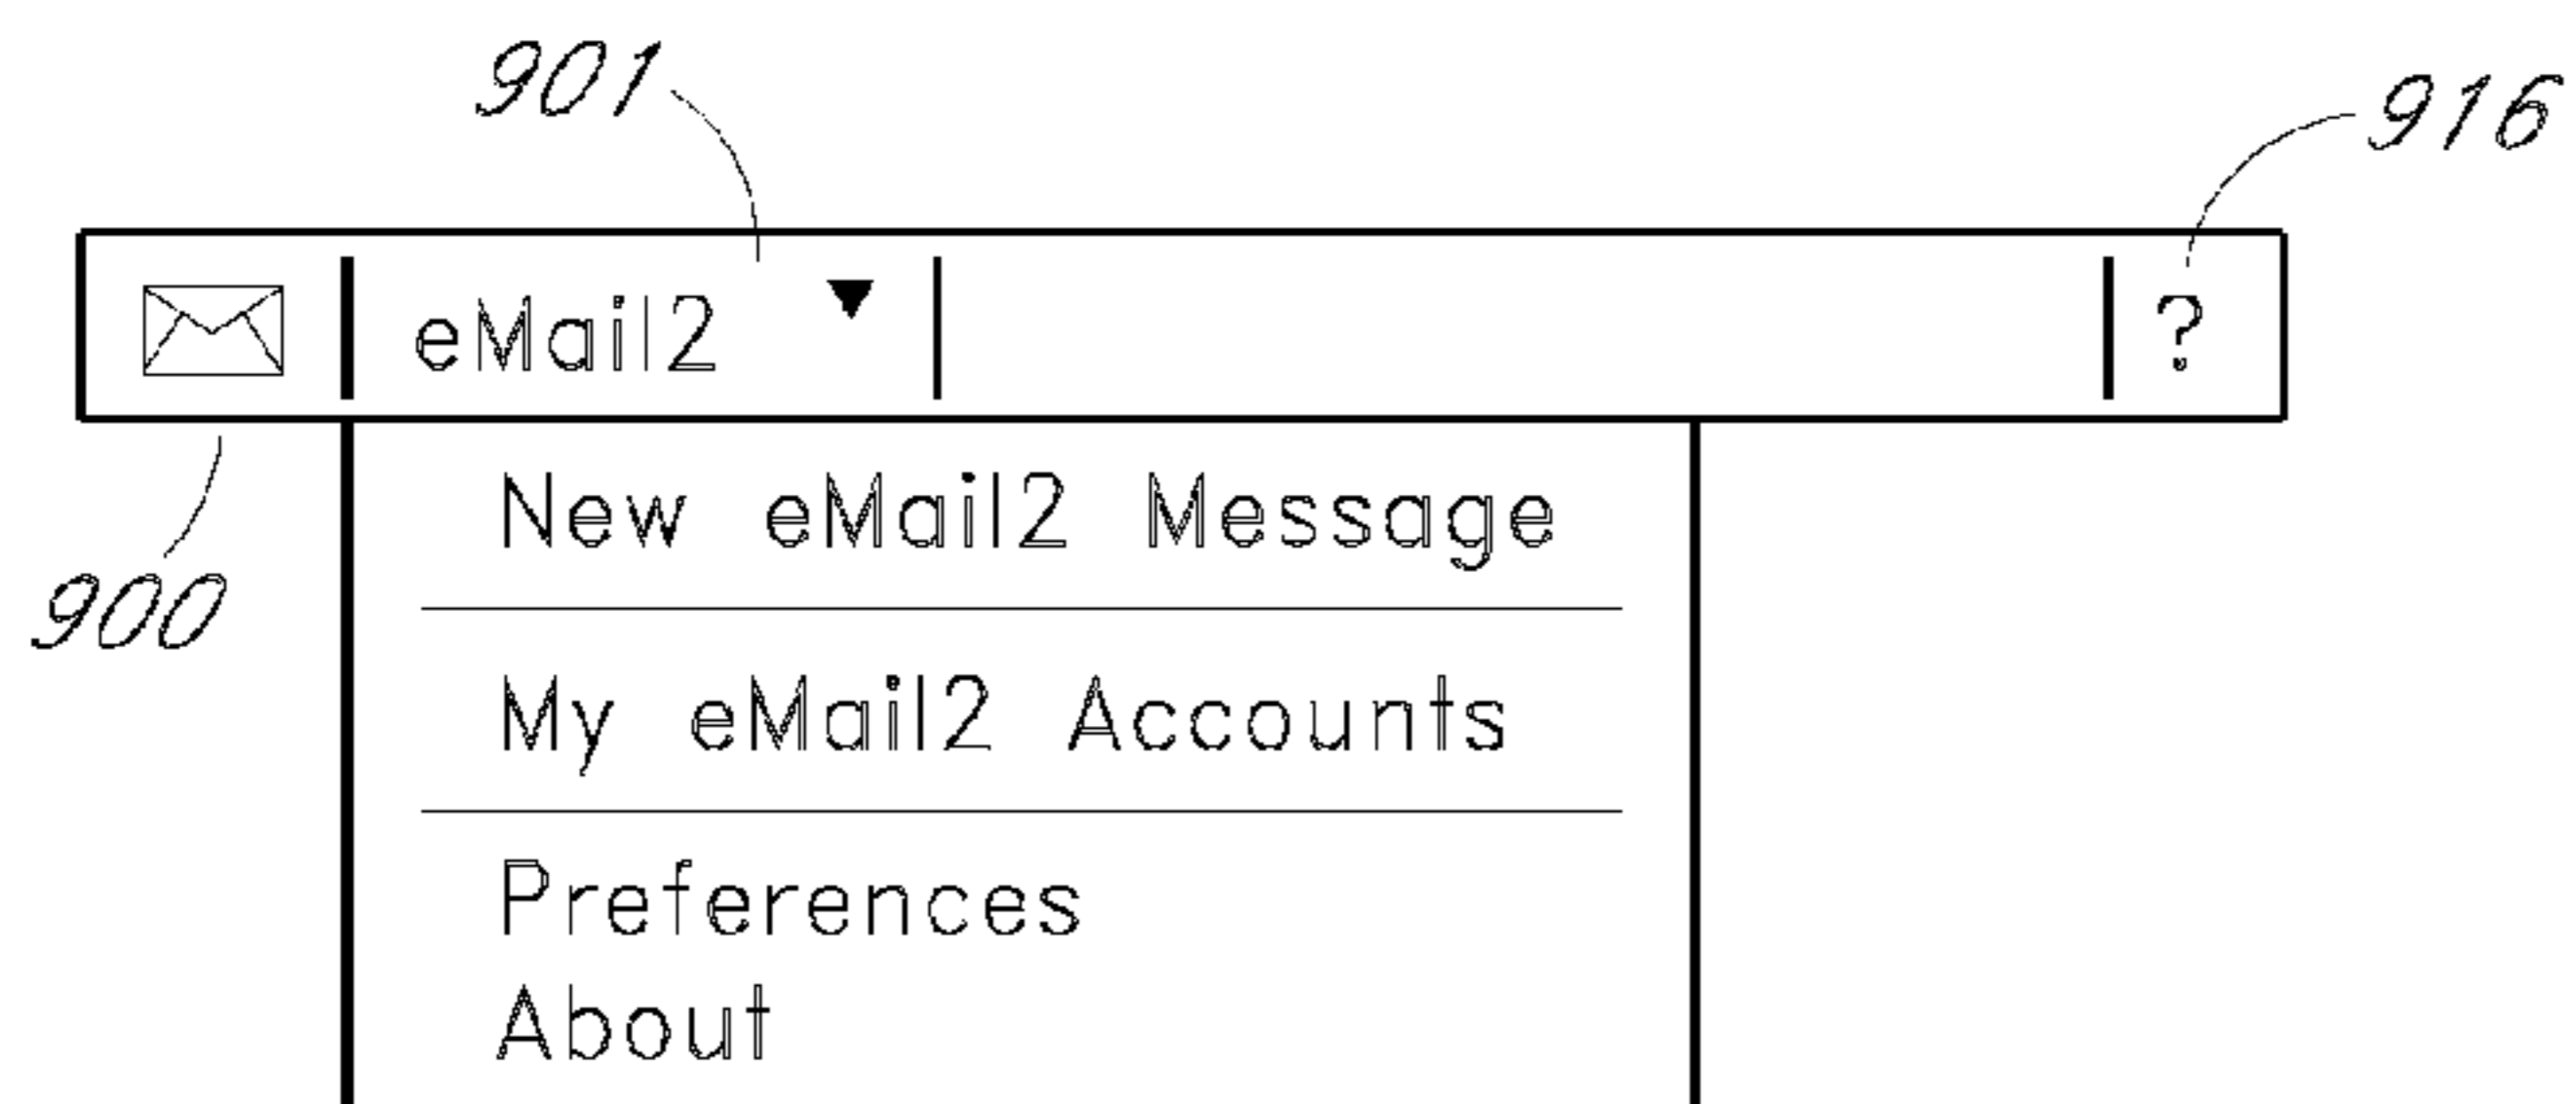 901
916
eMail2 ?
900
New eMail2 Message
My eMail2 Accounts
Preferences
About